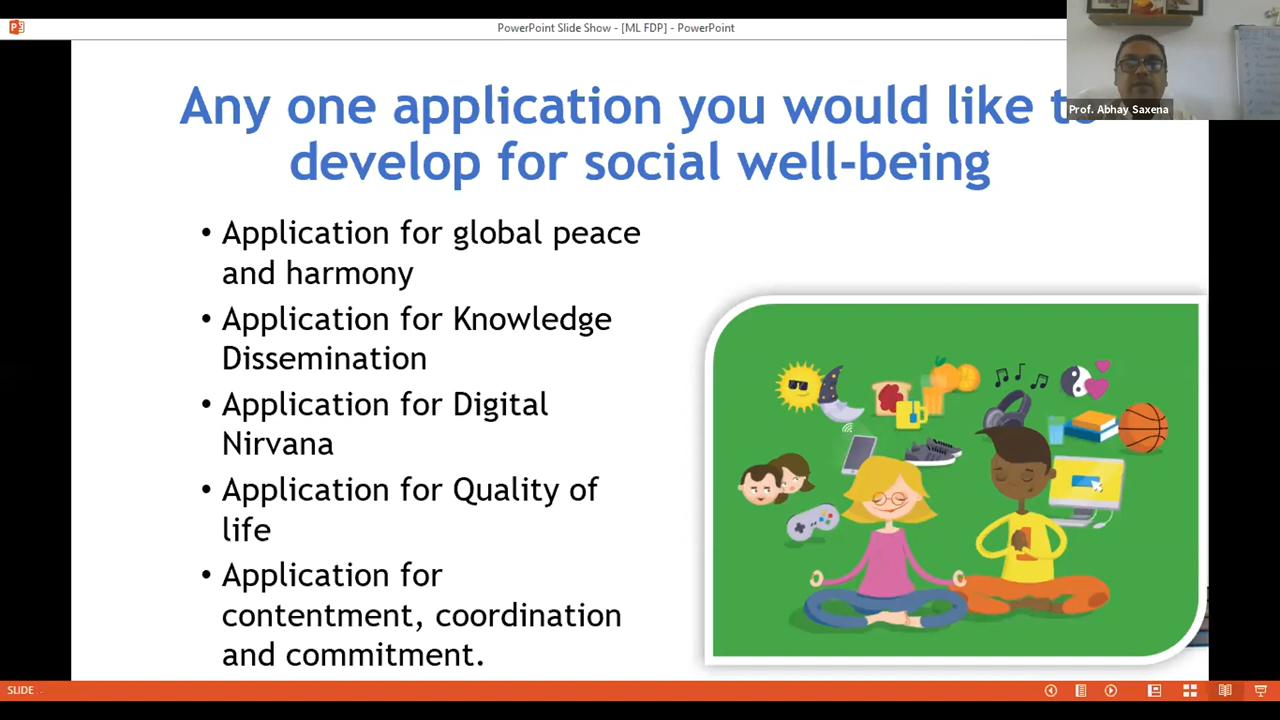 PowerPoint Slide Show - [ML FDP] - PowerPoint
Prof. Abhay Saxena
Any one application you would like to
develop for social well-being
• Application for global peace
and harmony
• Application for Knowledge
Dissemination
• Application for Digital
Nirvana
• Application for Quality of
life
• Application for
contentment, coordination
and commitment.
SLIDE